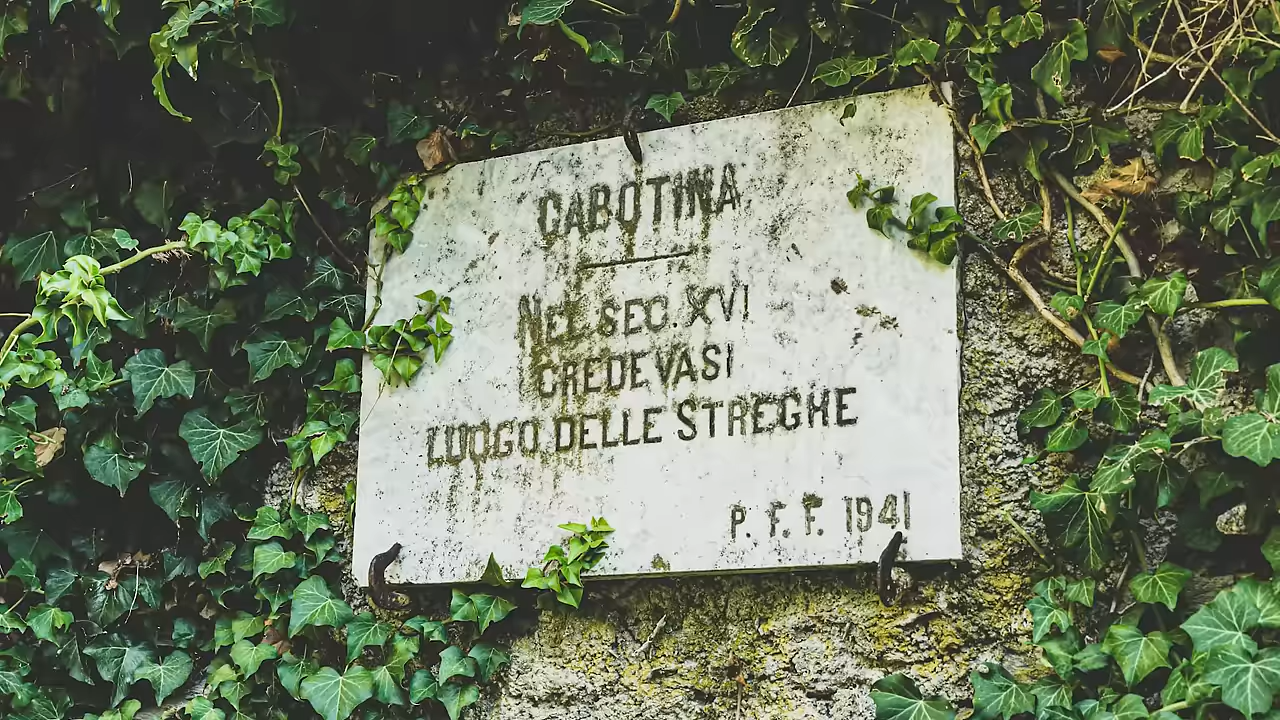 CABOTINA
NEL SEC. XVI
CREDEVASI
LUOGO DELLE STREGHE
P. F. F. 1941